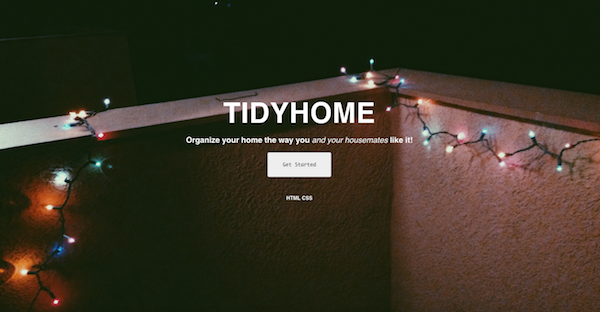 TIDYHOME
Organize your home the way you and your housemates like it!
Get Started
HTML CSS